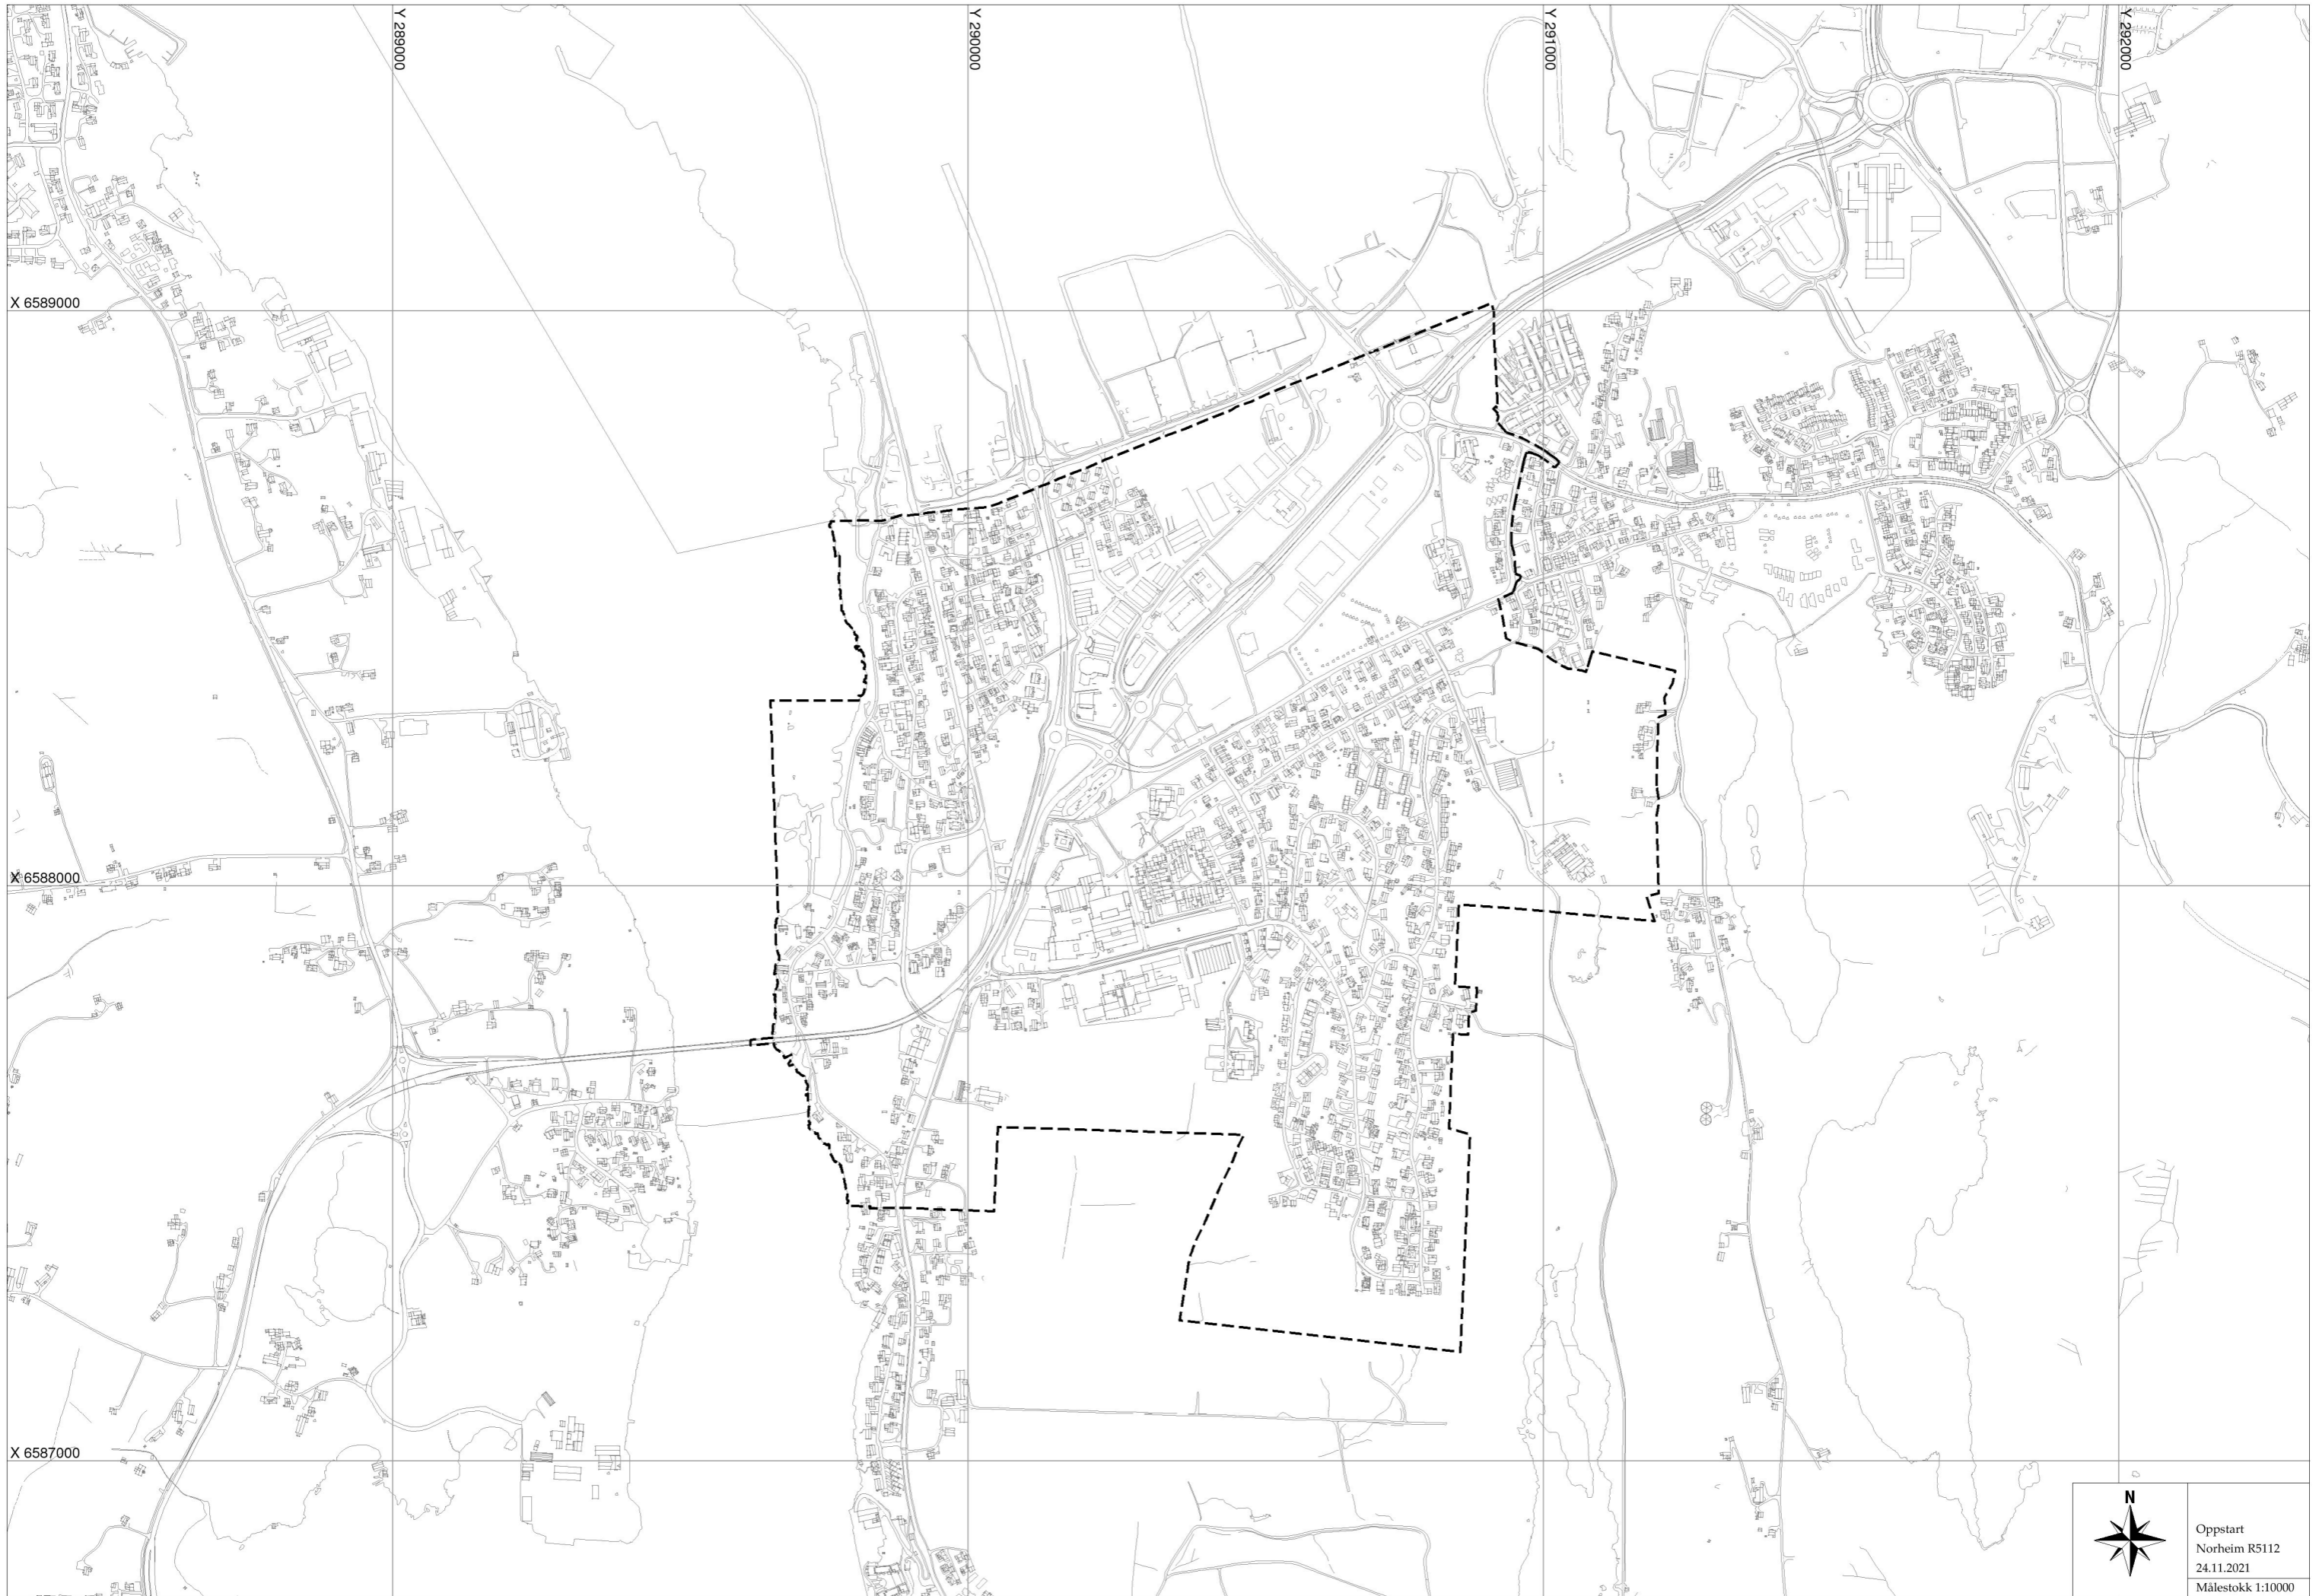 Y 289000
Y 290000
Y 291000
Y 292000
X 6589000
X 6588000
X 6587000
N
Oppstart
Norheim R5112
24.11.2021
Målestokk 1:10000